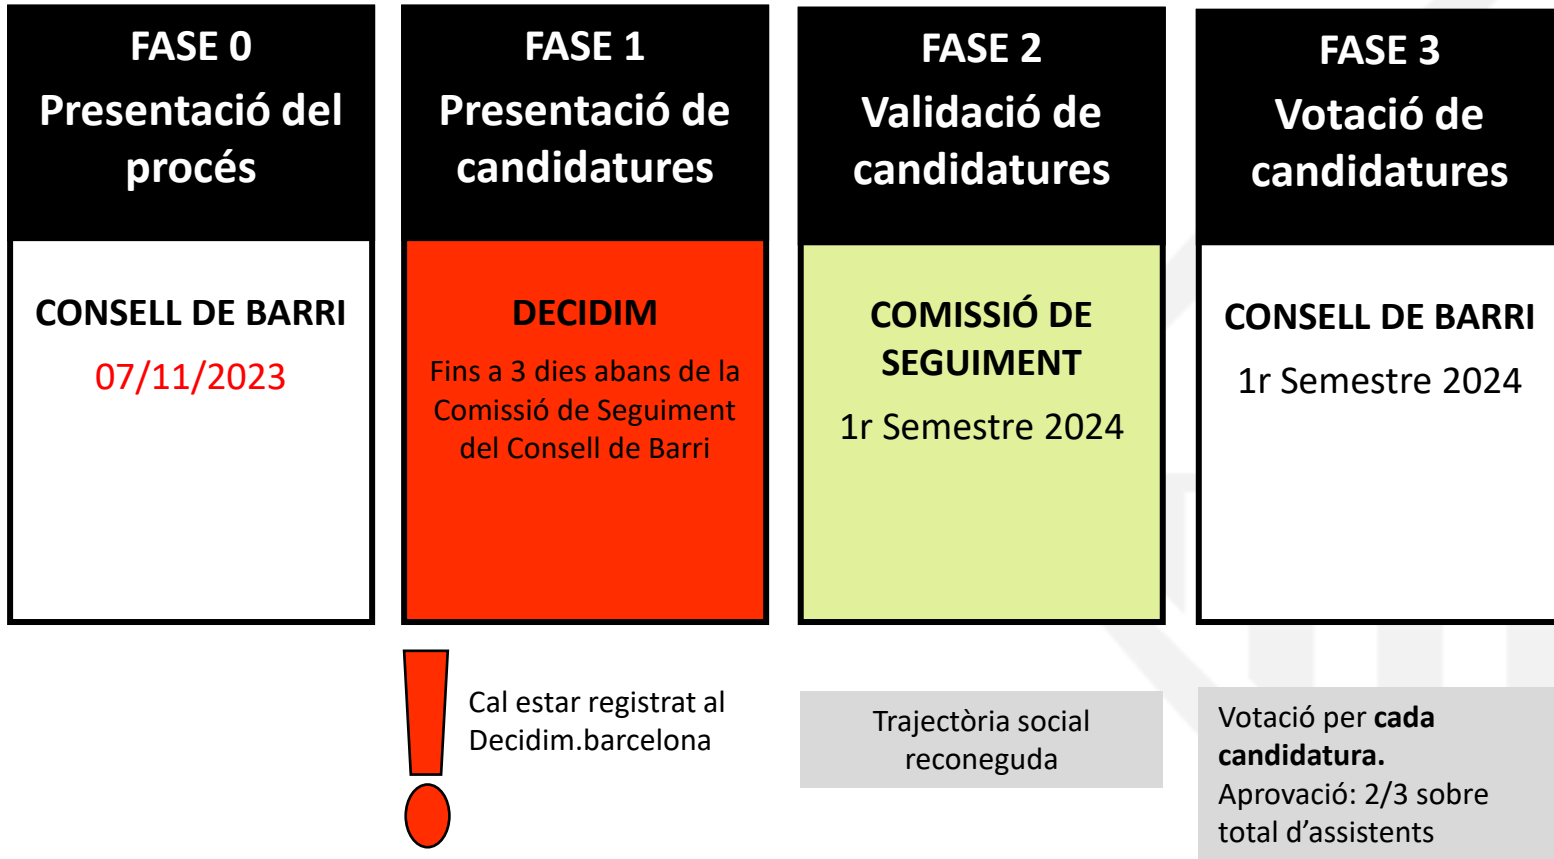 FASE 0
Presentació del
procés
CONSELL DE BARRI
07/11/2023
FASE 1
Presentació de
candidatures
DECIDIM
Fins a 3 dies abans de la
Comissió de Seguiment
del Consell de Barri
Cal estar registrat al
Decidim.barcelona
FASE 2
Validació de
candidatures
COMISSIÓ DE
SEGUIMENT
1r Semestre 2024
Trajectòria social
reconeguda
FASE 3
Votació de
candidatures
CONSELL DE BARRI
1r Semestre 2024
Votació per cada
candidatura.
Aprovació: 2/3 sobre
total d’assistents